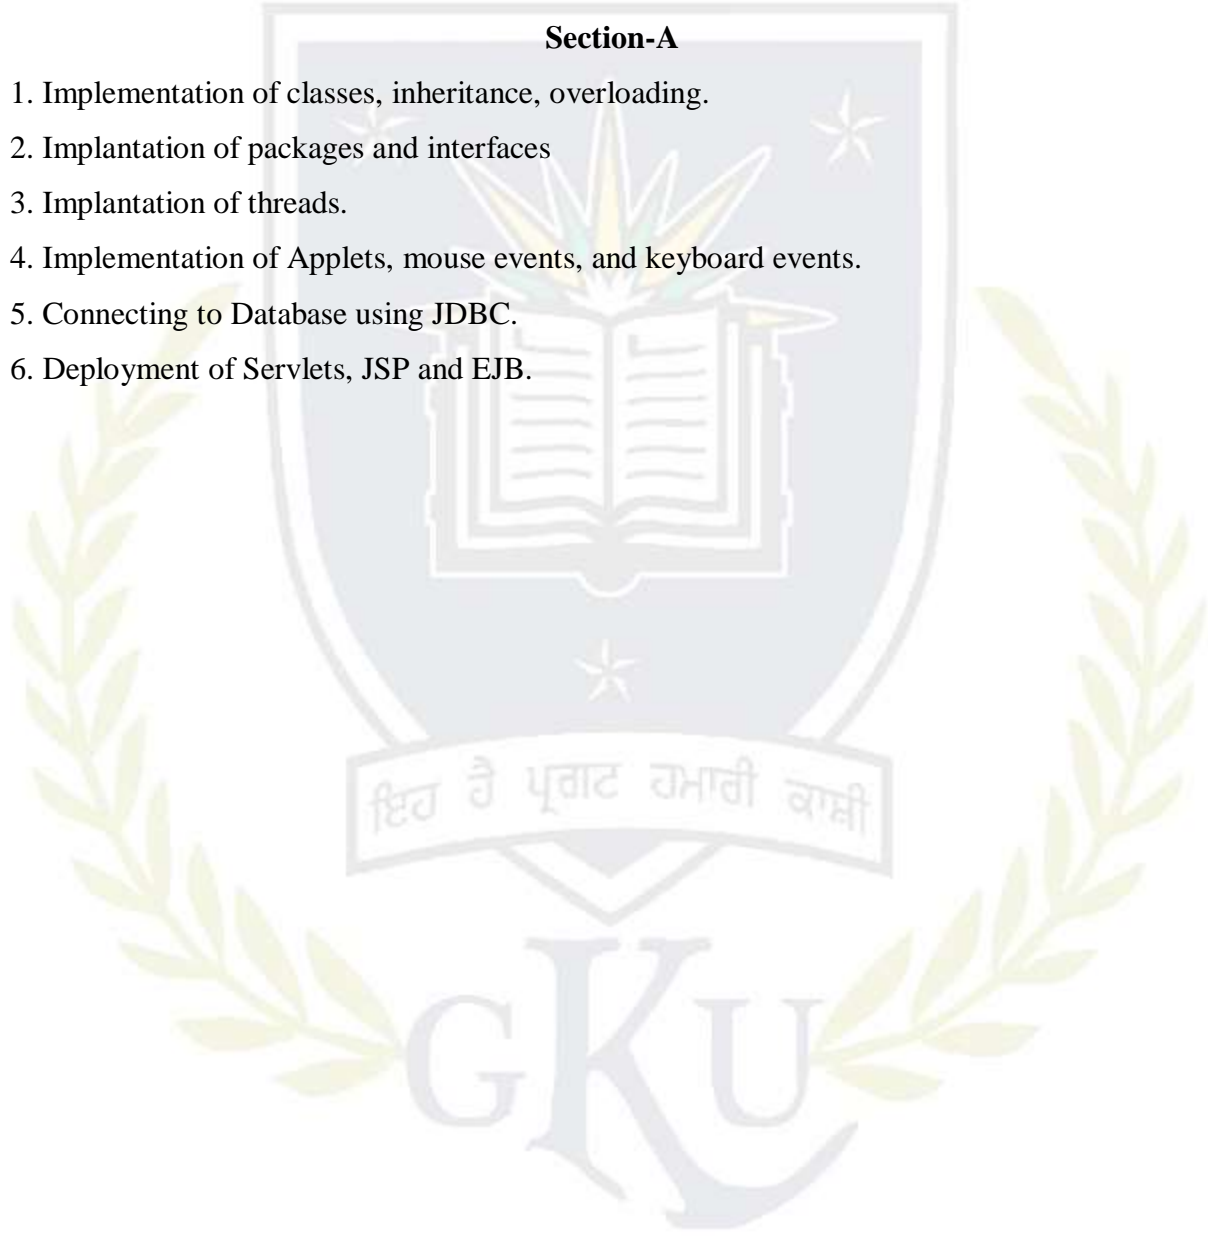 Section-A
1. Implementation of classes, inheritance, overloading.
2. Implantation of packages and interfaces
3. Implantation of threads.
4. Implementation of Applets, mouse events, and keyboard events.
5. Connecting to Database using JDBC.
6. Deployment of Servlets, JSP and EJB.
ਇਹ ਹੈ ਪ੍ਰਗਟ ਹਮਾਰੀ ਕਾਸ਼ੀ
GKU